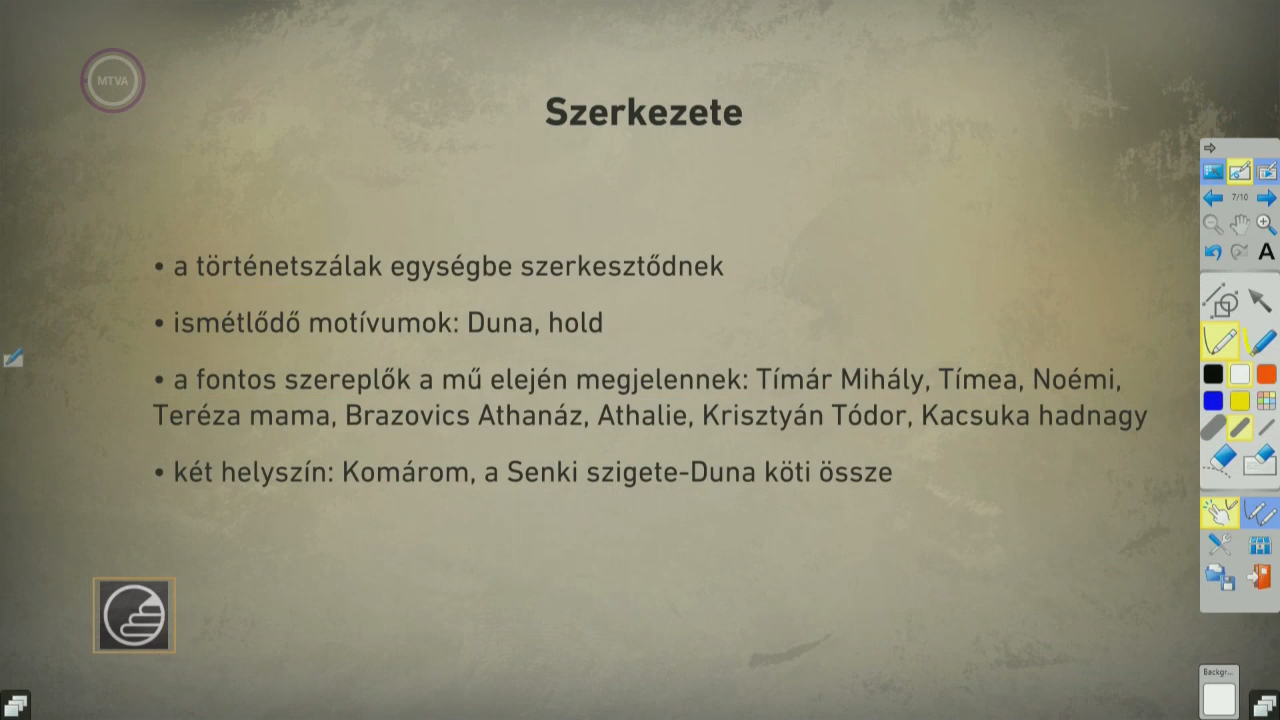 MTVA
Szerkezete
• a történetszálak egységbe szerkesztődnek
• ismétlődő motívumok: Duna, hold
• a fontos szereplők a mű elején megjelennek: Tímár Mihály, Tímea, Noémi,
Teréza mama, Brazovics Athanáz, Athalie, Krisztyán Tódor, Kacsuka hadnagy
• két helyszín: Komárom, a Senki szigete-Duna köti össze
7/10
A
Backgr...